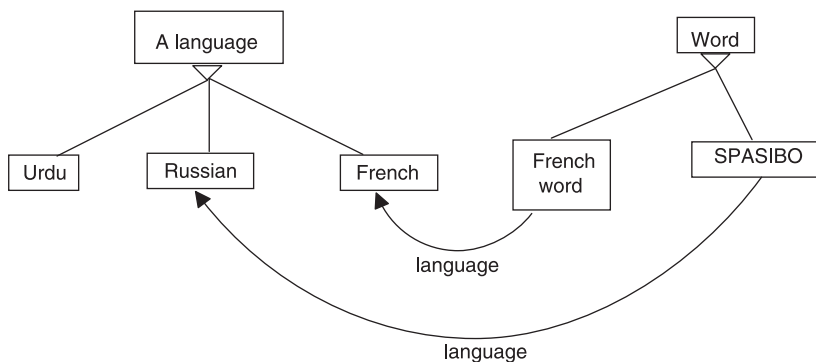 A language
Word
Urdu
Russian
French
French
word
SPASIBO
language
language